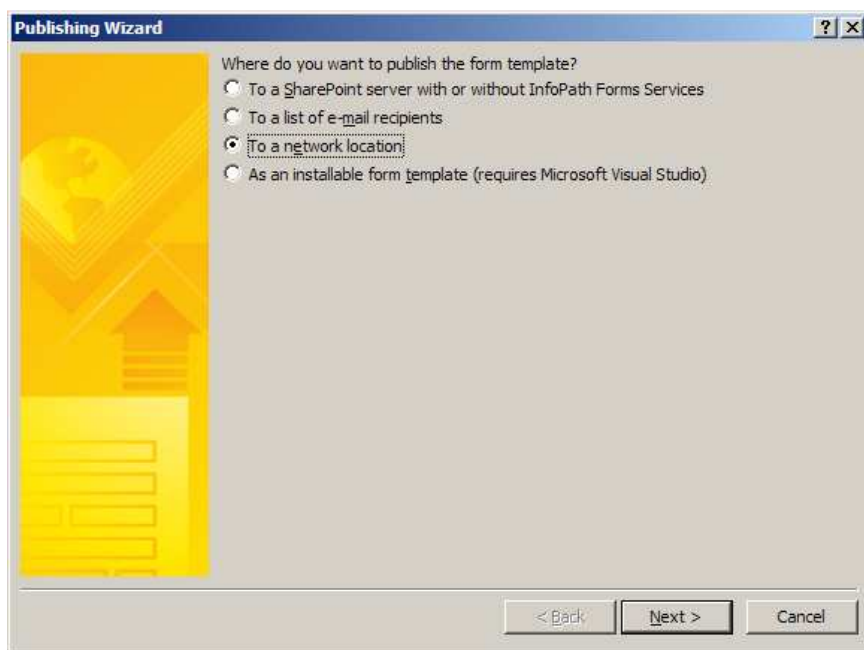 Publishing Wizard
Where do you want to publish the form template?
To a SharePoint server with or without InfoPath Forms Services
To a list of e-mail recipients
To a network location
As an installable form template (requires Microsoft Visual Studio)
< Back Next > Cancel